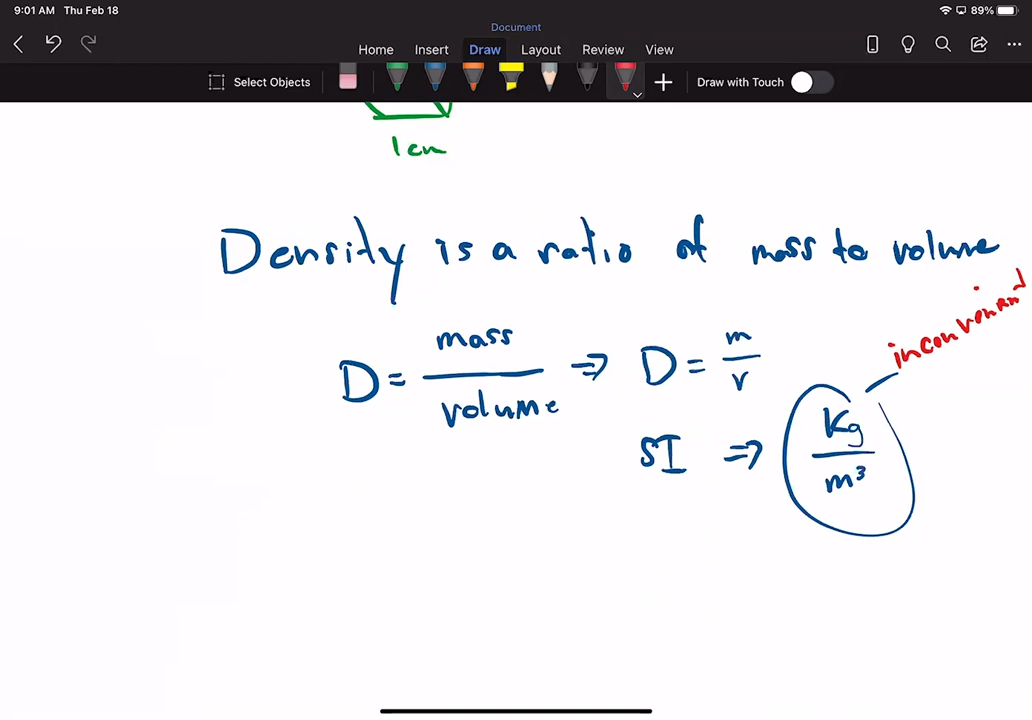 9:01 AM Thu Feb 18
89%
Document
Home Insert Draw Layout Review View
Select Objects
Draw with Touch
1cm
Density is a ratio of mass to volume
inconvenient
D = mass / volume ⇒ D = m / v
SI ⇒ Kg / m³